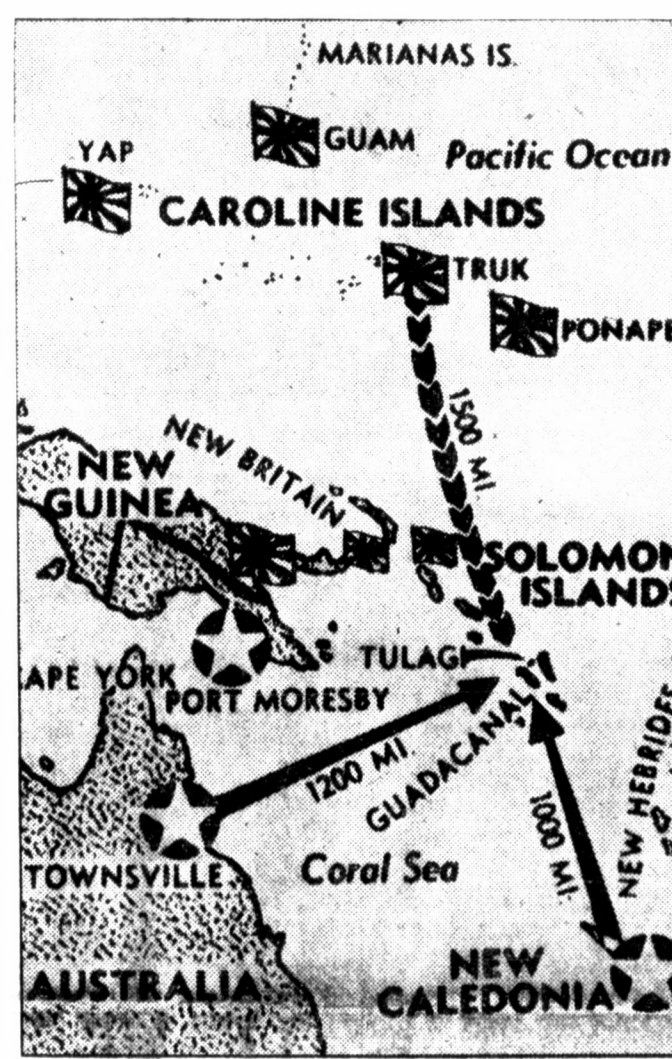 MARIANAS IS.
GUAM
Pacific Ocean
YAP
CAROLINE ISLANDS
TRUK
PONAPE
1500 MI.
NEW BRITAIN
NEW
GUINEA
SOLOMON
ISLANDS
TULAGI
CAPE YORK
PORT MORESBY
1200 MI.
GUADACANAL
1000 MI.
NEW HEBRIDES
TOWNSVILLE
Coral Sea
AUSTRALIA
NEW
CALEDONIA